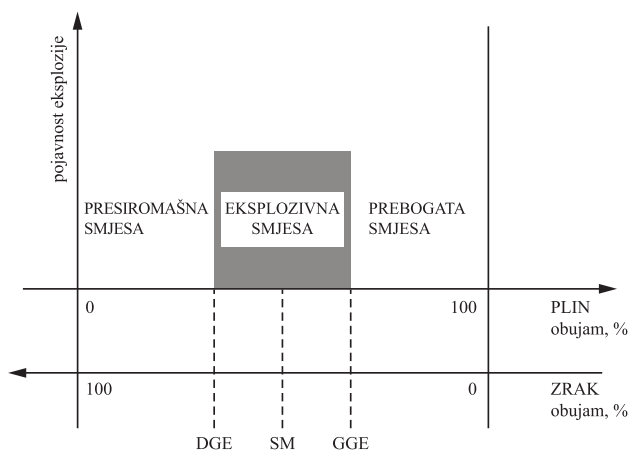 pojavnost eksplozije
PRESIROMAŠNA
SMJESA
EKSPLOZIVNA
SMJESA
PREBOGATA
SMJESA
0
100
PLIN
obujam, %
100
0
ZRAK
obujam, %
DGE
SM
GGE